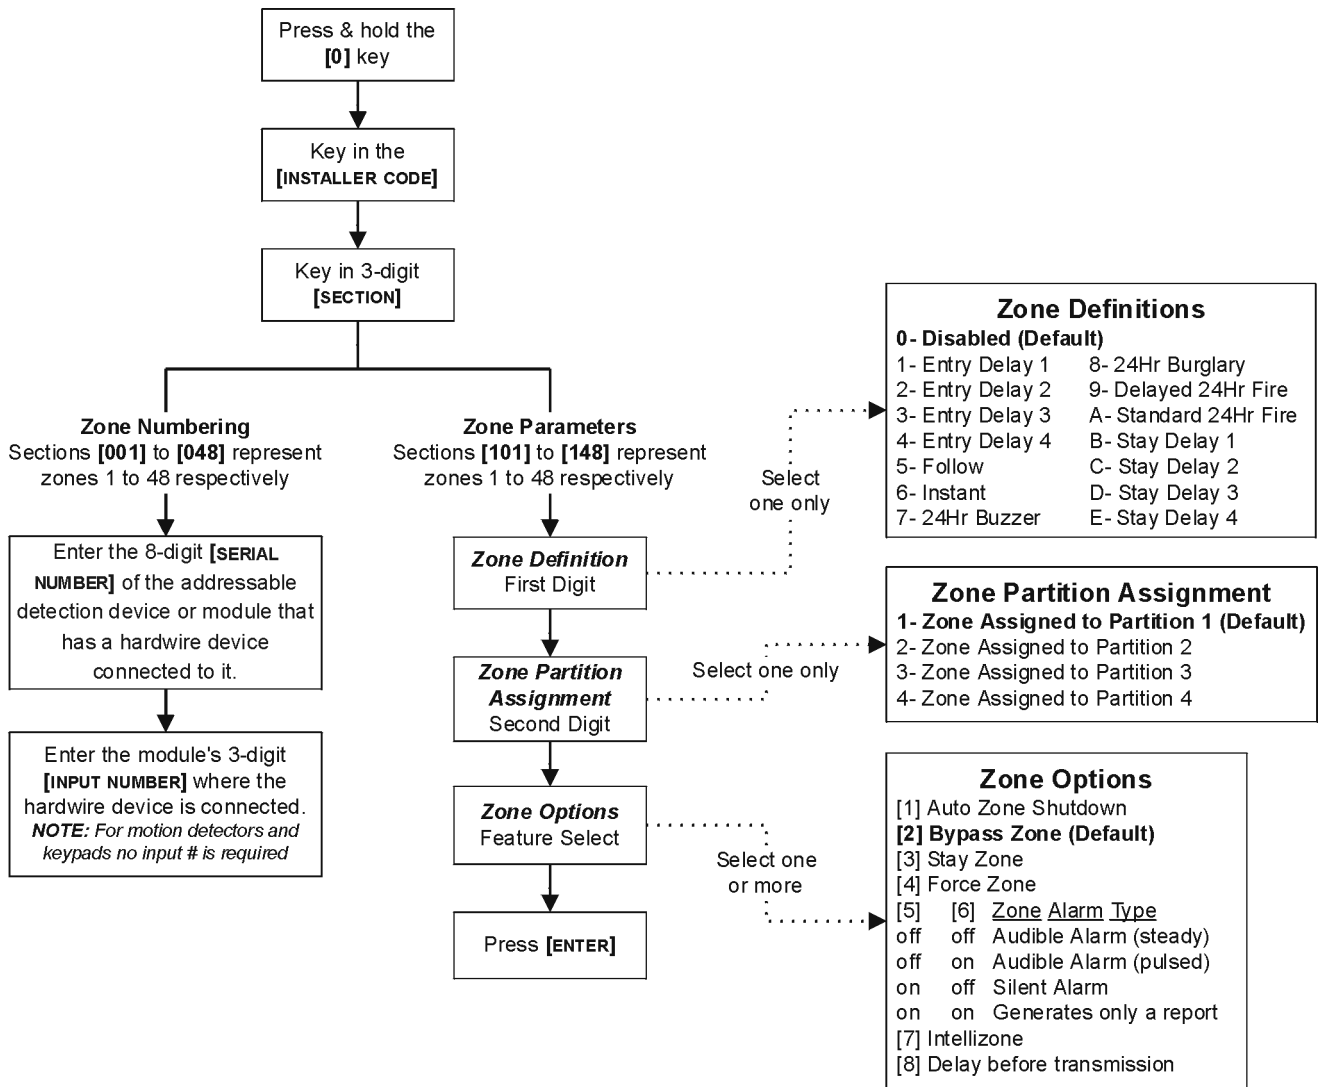 Press & hold the
[0] key
Key in the
[INSTALLER CODE]
Key in 3-digit
[SECTION]
Zone Numbering
Sections [001] to [048] represent
zones 1 to 48 respectively
Enter the 8-digit [SERIAL
NUMBER] of the addressable
detection device or module that
has a hardwire device
connected to it.
Enter the module's 3-digit
[INPUT NUMBER] where the
hardwire device is connected.
NOTE: For motion detectors and
keypads no input # is required
Zone Parameters
Sections [101] to [148] represent
zones 1 to 48 respectively
Zone Definition
First Digit
Zone Partition
Assignment
Second Digit
Zone Options
Feature Select
Press [ENTER]
Select
one only
Select one only
Select one
or more
Zone Definitions
0- Disabled (Default)
1- Entry Delay 1 8- 24Hr Burglary
2- Entry Delay 2 9- Delayed 24Hr Fire
3- Entry Delay 3 A- Standard 24Hr Fire
4- Entry Delay 4 B- Stay Delay 1
5- Follow C- Stay Delay 2
6- Instant D- Stay Delay 3
7- 24Hr Buzzer E- Stay Delay 4
Zone Partition Assignment
1- Zone Assigned to Partition 1 (Default)
2- Zone Assigned to Partition 2
3- Zone Assigned to Partition 3
4- Zone Assigned to Partition 4
Zone Options
[1] Auto Zone Shutdown
[2] Bypass Zone (Default)
[3] Stay Zone
[4] Force Zone
[5] [6] Zone Alarm Type
off off Audible Alarm (steady)
off on Audible Alarm (pulsed)
on off Silent Alarm
on on Generates only a report
[7] Intellizone
[8] Delay before transmission